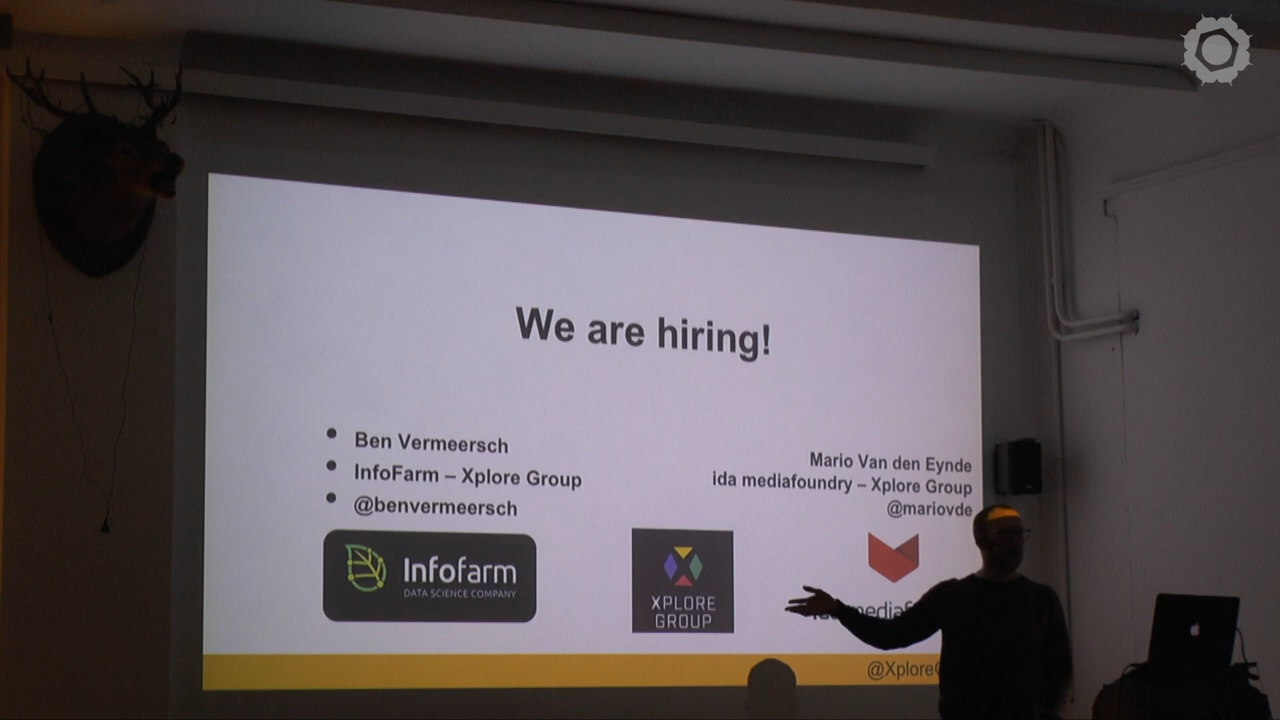 We are hiring!
Ben Vermeersch
InfoFarm – Xplore Group
@benvermeersch
Mario Van den Eynde
ida mediafoundry – Xplore Group
@mariovde
Infofarm
DATA SCIENCE COMPANY
XPLORE
GROUP